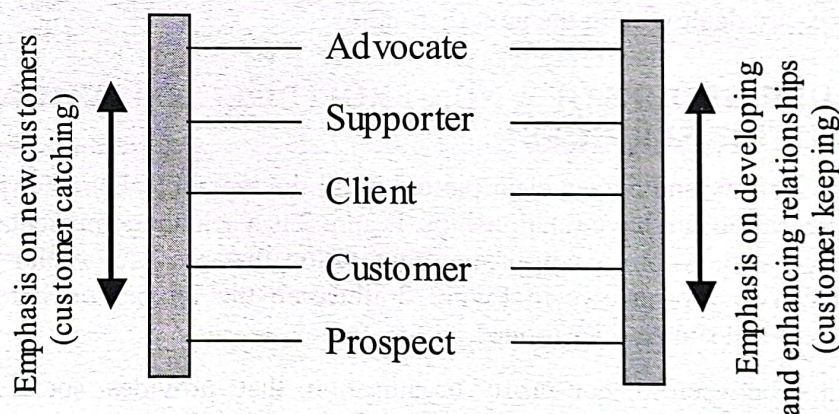 Emphasis on new customers
(customer catching)
Advocate
Supporter
Client
Customer
Prospect
Emphasis on developing
and enhancing relationships
(customer keeping)